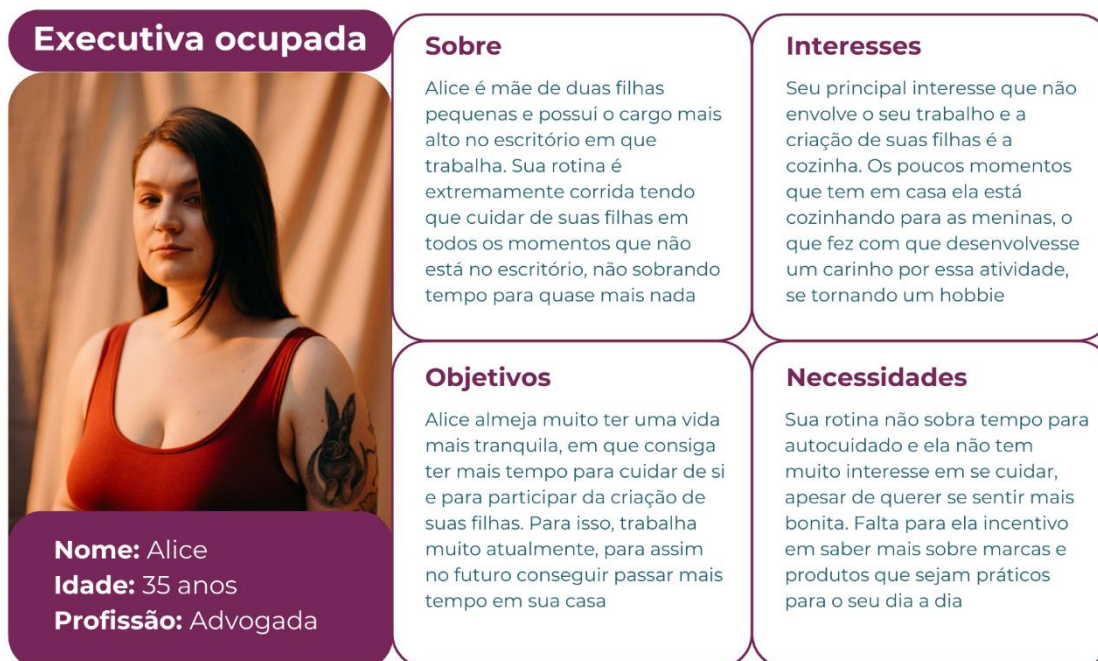 Executiva ocupada
Nome: Alice
Idade: 35 anos
Profissão: Advogada
Sobre
Alice é mãe de duas filhas
pequenas e possui o cargo mais
alto no escritório em que
trabalha. Sua rotina é
extremamente corrida tendo
que cuidar de suas filhas em
todos os momentos que não
está no escritório, não sobrando
tempo para quase mais nada
Interesses
Seu principal interesse que não
envolve o seu trabalho e a
criação de suas filhas é a
cozinha. Os poucos momentos
que tem em casa ela está
cozinhando para as meninas, o
que fez com que desenvolvesse
um carinho por essa atividade,
se tornando um hobbie
Objetivos
Alice almeja muito ter uma vida
mais tranquila, em que consiga
ter mais tempo para cuidar de si
e para participar da criação de
suas filhas. Para isso, trabalha
muito atualmente, para assim
no futuro conseguir passar mais
tempo em sua casa
Necessidades
Sua rotina não sobra tempo para
autocuidado e ela não tem
muito interesse em se cuidar,
apesar de querer se sentir mais
bonita. Falta para ela incentivo
em saber mais sobre marcas e
produtos que sejam práticos
para o seu dia a dia